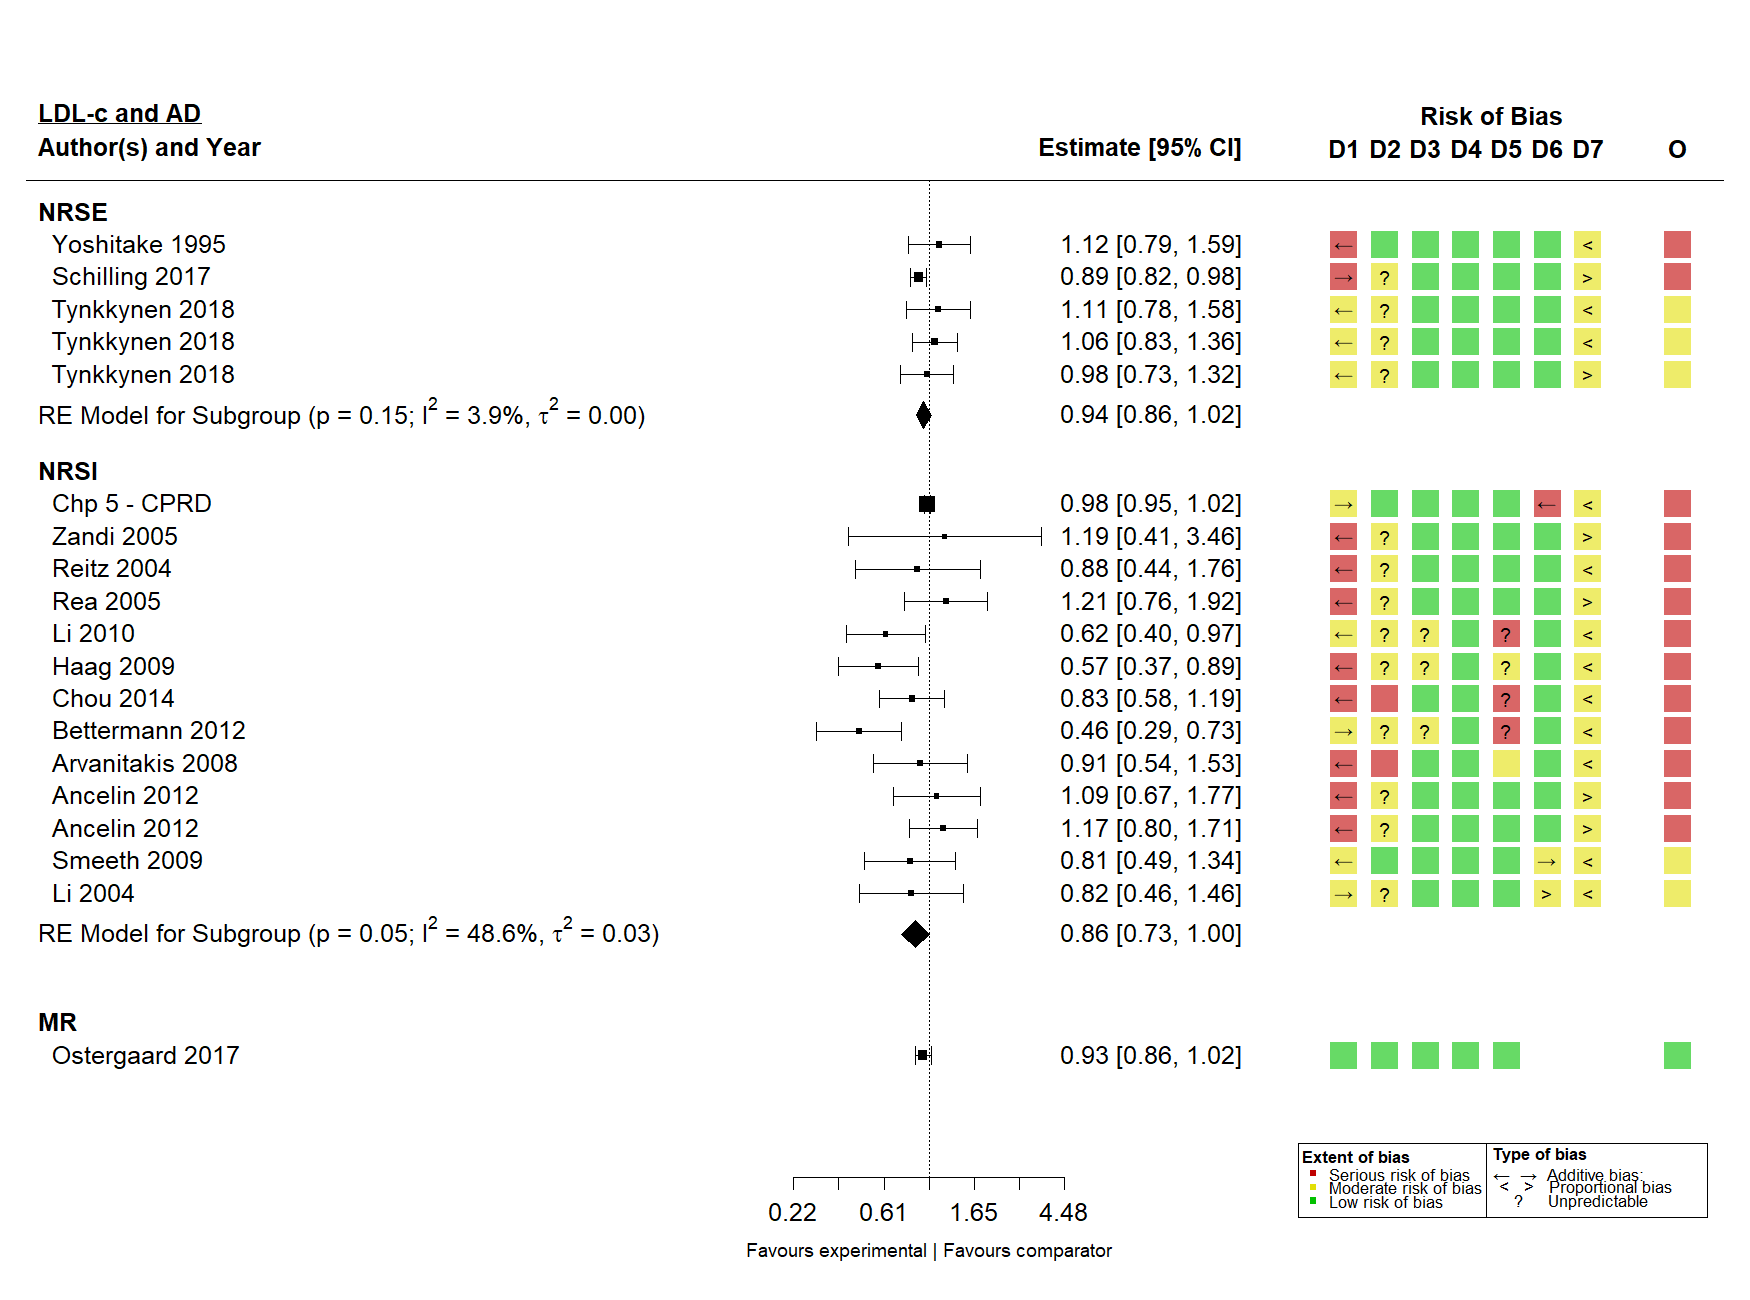 LDL-c and AD
Risk of Bias
Author(s) and Year Estimate [95% CI] D1 D2 D3 D4 D5 D6 D7 O
NRSE
Yoshitake 1995 1.12 [0.79, 1.59] ← <
Schilling 2017 0.89 [0.82, 0.98] → ? >
Tynkkynen 2018 1.11 [0.78, 1.58] ← ? <
Tynkkynen 2018 1.06 [0.83, 1.36] ← ? <
Tynkkynen 2018 0.98 [0.73, 1.32] ← ? >
RE Model for Subgroup (p = 0.15; I2 = 3.9%, τ2 = 0.00) 0.94 [0.86, 1.02]
NRSI
Chp 5 - CPRD 0.98 [0.95, 1.02] → ← <
Zandi 2005 1.19 [0.41, 3.46] ← ? >
Reitz 2004 0.88 [0.44, 1.76] ← ? <
Rea 2005 1.21 [0.76, 1.92] ← ? >
Li 2010 0.62 [0.40, 0.97] ← ? ? ? <
Haag 2009 0.57 [0.37, 0.89] ← ? ? ? <
Chou 2014 0.83 [0.58, 1.19] ← ? <
Bettermann 2012 0.46 [0.29, 0.73] → ? ? ? <
Arvanitakis 2008 0.91 [0.54, 1.53] ← <
Ancelin 2012 1.09 [0.67, 1.77] ← ? >
Ancelin 2012 1.17 [0.80, 1.71] ← ? >
Smeeth 2009 0.81 [0.49, 1.34] ← → <
Li 2004 0.82 [0.46, 1.46] → ? > <
RE Model for Subgroup (p = 0.05; I2 = 48.6%, τ2 = 0.03) 0.86 [0.73, 1.00]
MR
Ostergaard 2017 0.93 [0.86, 1.02]
0.22 0.61 1.65 4.48
Favours experimental | Favours comparator
Extent of bias
Serious risk of bias
Moderate risk of bias
Low risk of bias
Type of bias
← → Additive bias:
< > Proportional bias
? Unpredictable